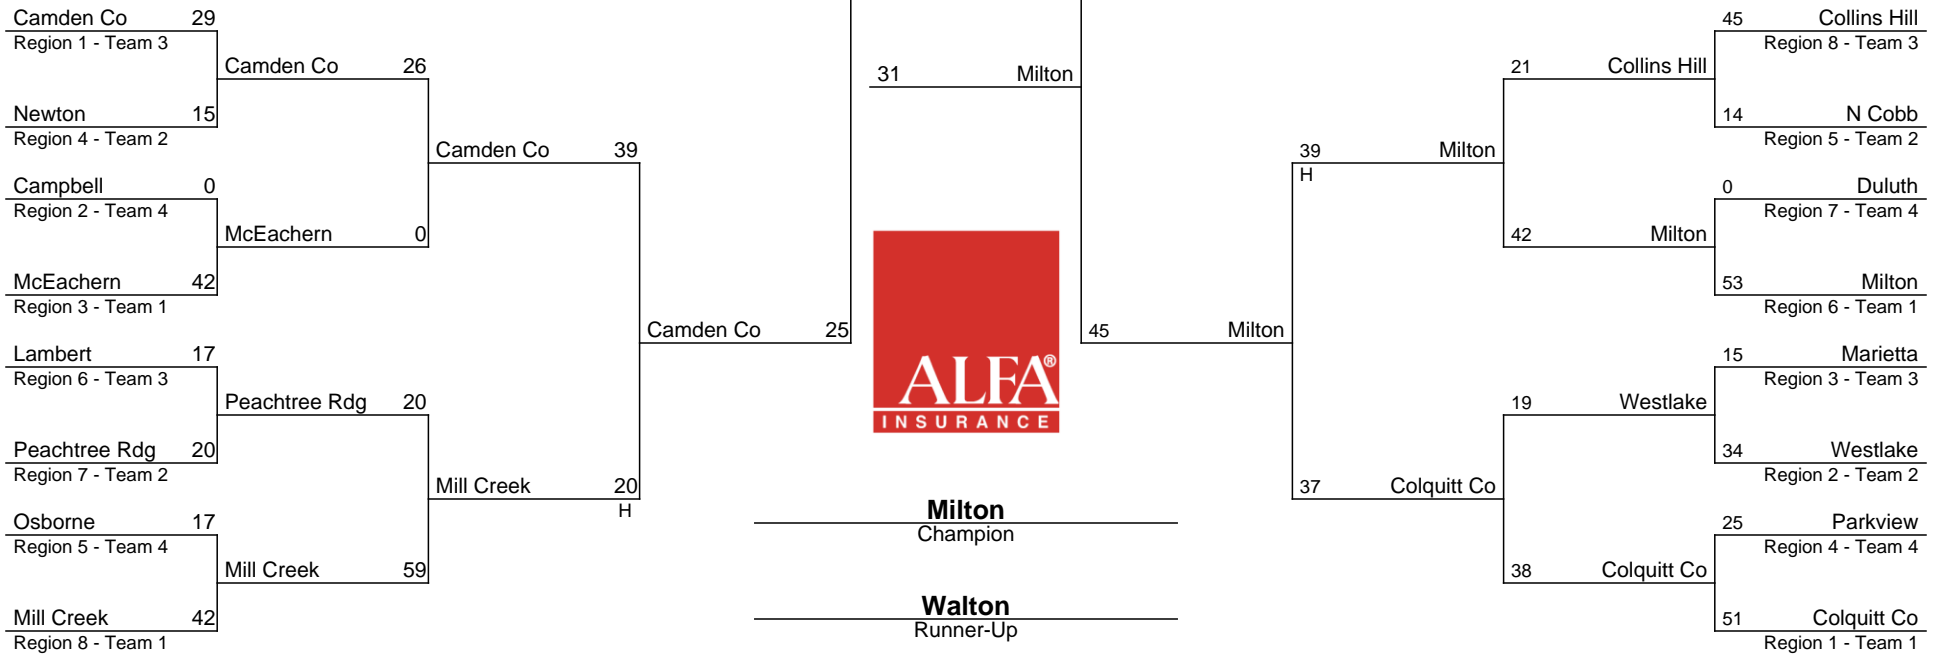 Camden Co 29
Region 1 - Team 3
Newton 15
Region 4 - Team 2
Campbell 0
Region 2 - Team 4
McEachern 42
Region 3 - Team 1
Lambert 17
Region 6 - Team 3
Peachtree Rdg 20
Region 7 - Team 2
Osborne 17
Region 5 - Team 4
Mill Creek 42
Region 8 - Team 1
Camden Co 26
McEachern 0
Peachtree Rdg 20
Mill Creek 59
Camden Co 39
Mill Creek 20
H
Camden Co 25
31 Milton
ALFA®
INSURANCE
Milton
Champion
Walton
Runner-Up
45 Milton
39 Milton
H
37 Colquitt Co
21 Collins Hill
42 Milton
19 Westlake
38 Colquitt Co
45 Collins Hill
Region 8 - Team 3
14 N Cobb
Region 5 - Team 2
0 Duluth
Region 7 - Team 4
53 Milton
Region 6 - Team 1
15 Marietta
Region 3 - Team 3
34 Westlake
Region 2 - Team 2
25 Parkview
Region 4 - Team 4
51 Colquitt Co
Region 1 - Team 1